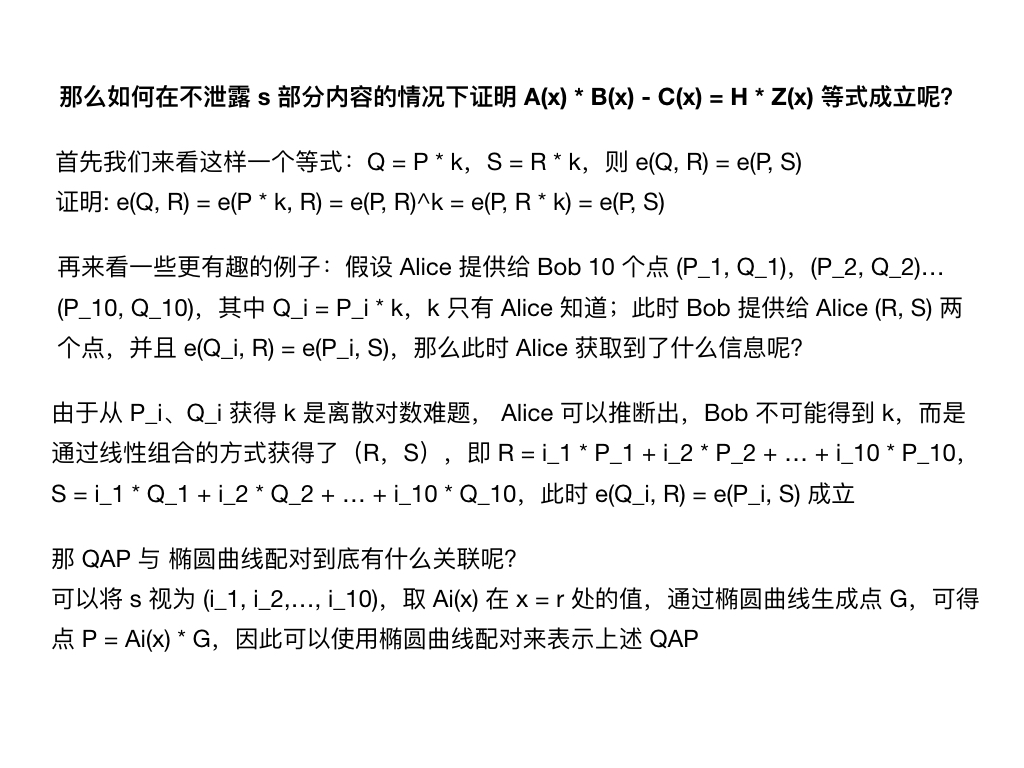 那么如何在不泄露 s 部分内容的情况下证明 A(x) * B(x) - C(x) = H * Z(x) 等式成立呢？
首先我们来看这样一个等式：Q = P * k，S = R * k，则 e(Q, R) = e(P, S)
证明: e(Q, R) = e(P * k, R) = e(P, R)^k = e(P, R * k) = e(P, S)
再来看一些更有趣的例子：假设 Alice 提供给 Bob 10 个点 (P_1, Q_1)，(P_2, Q_2)…
(P_10, Q_10)，其中 Q_i = P_i * k，k 只有 Alice 知道；此时 Bob 提供给 Alice (R, S) 两
个点，并且 e(Q_i, R) = e(P_i, S)，那么此时 Alice 获取到了什么信息呢？
由于从 P_i、Q_i 获得 k 是离散对数难题， Alice 可以推断出，Bob 不可能得到 k，而是
通过线性组合的方式获得了（R，S），即 R = i_1 * P_1 + i_2 * P_2 + … + i_10 * P_10，
S = i_1 * Q_1 + i_2 * Q_2 + … + i_10 * Q_10，此时 e(Q_i, R) = e(P_i, S) 成立
那 QAP 与 椭圆曲线配对到底有什么关联呢？
可以将 s 视为 (i_1, i_2,…, i_10)，取 Ai(x) 在 x = r 处的值，通过椭圆曲线生成点 G，可得
点 P = Ai(x) * G，因此可以使用椭圆曲线配对来表示上述 QAP